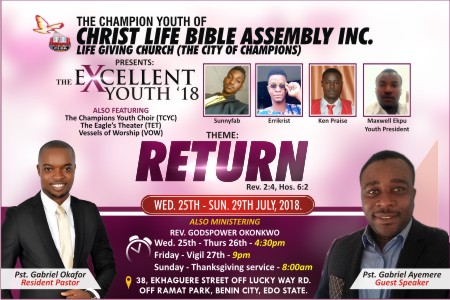 THE CHAMPION YOUTH OF
CHRIST LIFE BIBLE ASSEMBLY INC.
LIFE GIVING CHURCH (THE CITY OF CHAMPIONS)
PRESENTS:
THE EXCELLENT
YOUTH '18
ALSO FEATURING
The Champions Youth Choir (TCYC)
The Eagle's Theater (TET)
Vessels of Worship (VOW)
Sunnyfab
Errikrist
Ken Praise
Maxwell Ekpu
Youth President
THEME:
RETURN
Rev. 2:4, Hos. 6:2
WED. 25TH - SUN. 29TH JULY, 2018.
ALSO MINISTERING
REV. GODSPOWER OKONKWO
Wed. 25th - Thurs 26th - 4:30pm
Friday - Vigil 27th - 9pm
Sunday - Thanksgiving service - 8:00am
38, EKHAGUERE STREET OFF LUCKY WAY RD.
OFF RAMAT PARK, BENIN CITY, EDO STATE.
Pst. Gabriel Okafor
Resident Pastor
Pst. Gabriel Ayemere
Guest Speaker